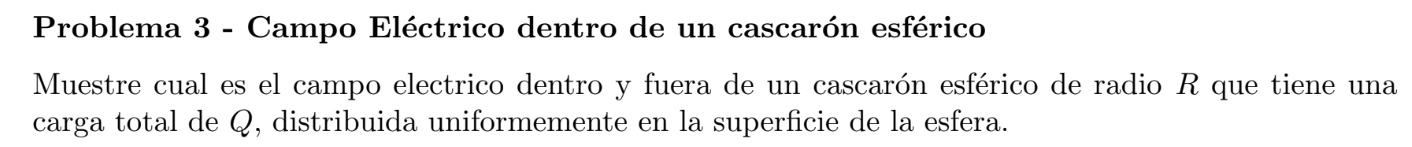 Problema 3 - Campo Eléctrico dentro de un cascarón esférico
Muestre cual es el campo electrico dentro y fuera de un cascarón esférico de radio R que tiene una
carga total de Q, distribuida uniformemente en la superficie de la esfera.